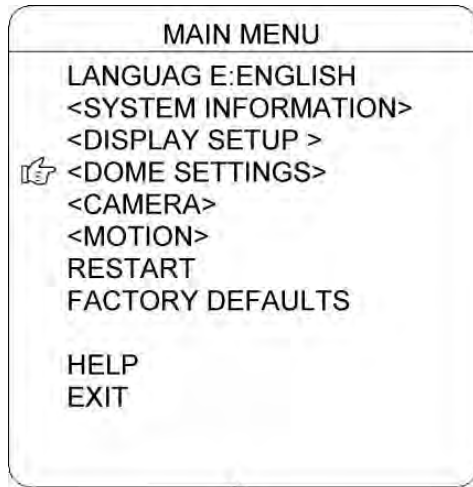 MAIN MENU
LANGUAG E:ENGLISH
<SYSTEM INFORMATION>
<DISPLAY SETUP >
<DOME SETTINGS>
<CAMERA>
<MOTION>
RESTART
FACTORY DEFAULTS
HELP
EXIT